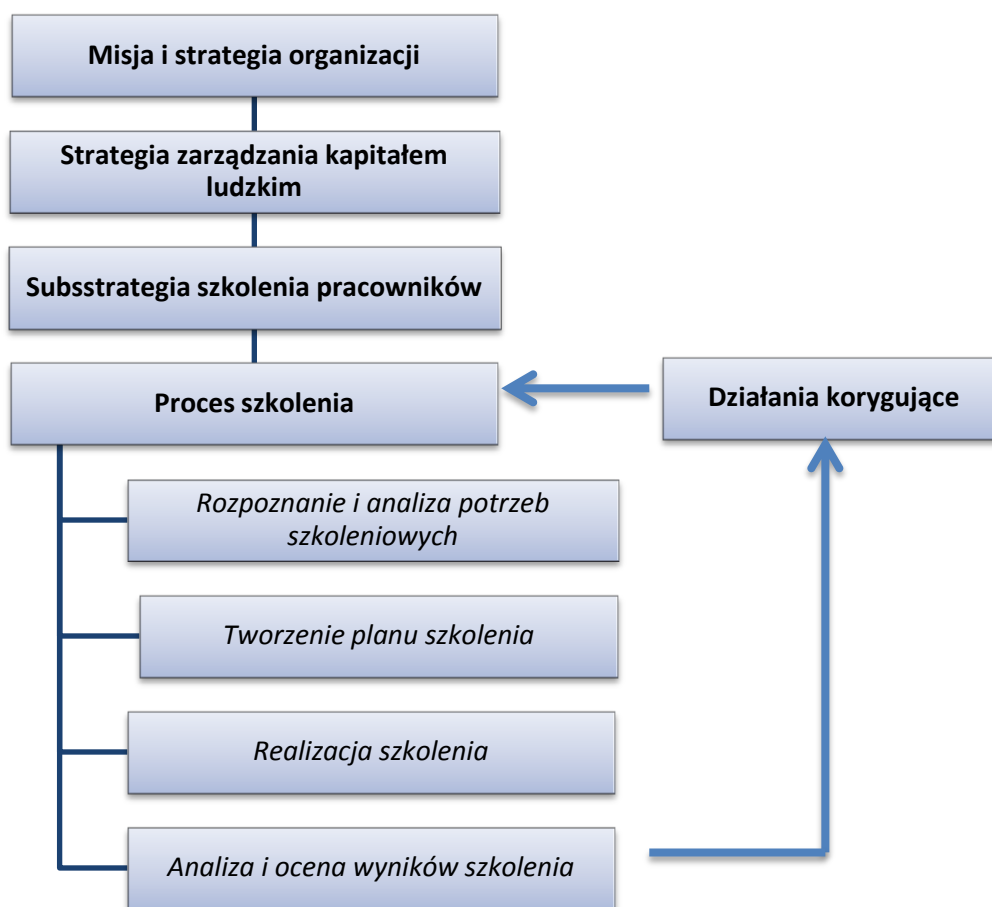 Misja i strategia organizacji
Strategia zarządzania kapitałem
ludzkim
Subsstrategia szkolenia pracowników
Proces szkolenia
Działania korygujące
Rozpoznanie i analiza potrzeb
szkoleniowych
Tworzenie planu szkolenia
Realizacja szkolenia
Analiza i ocena wyników szkolenia